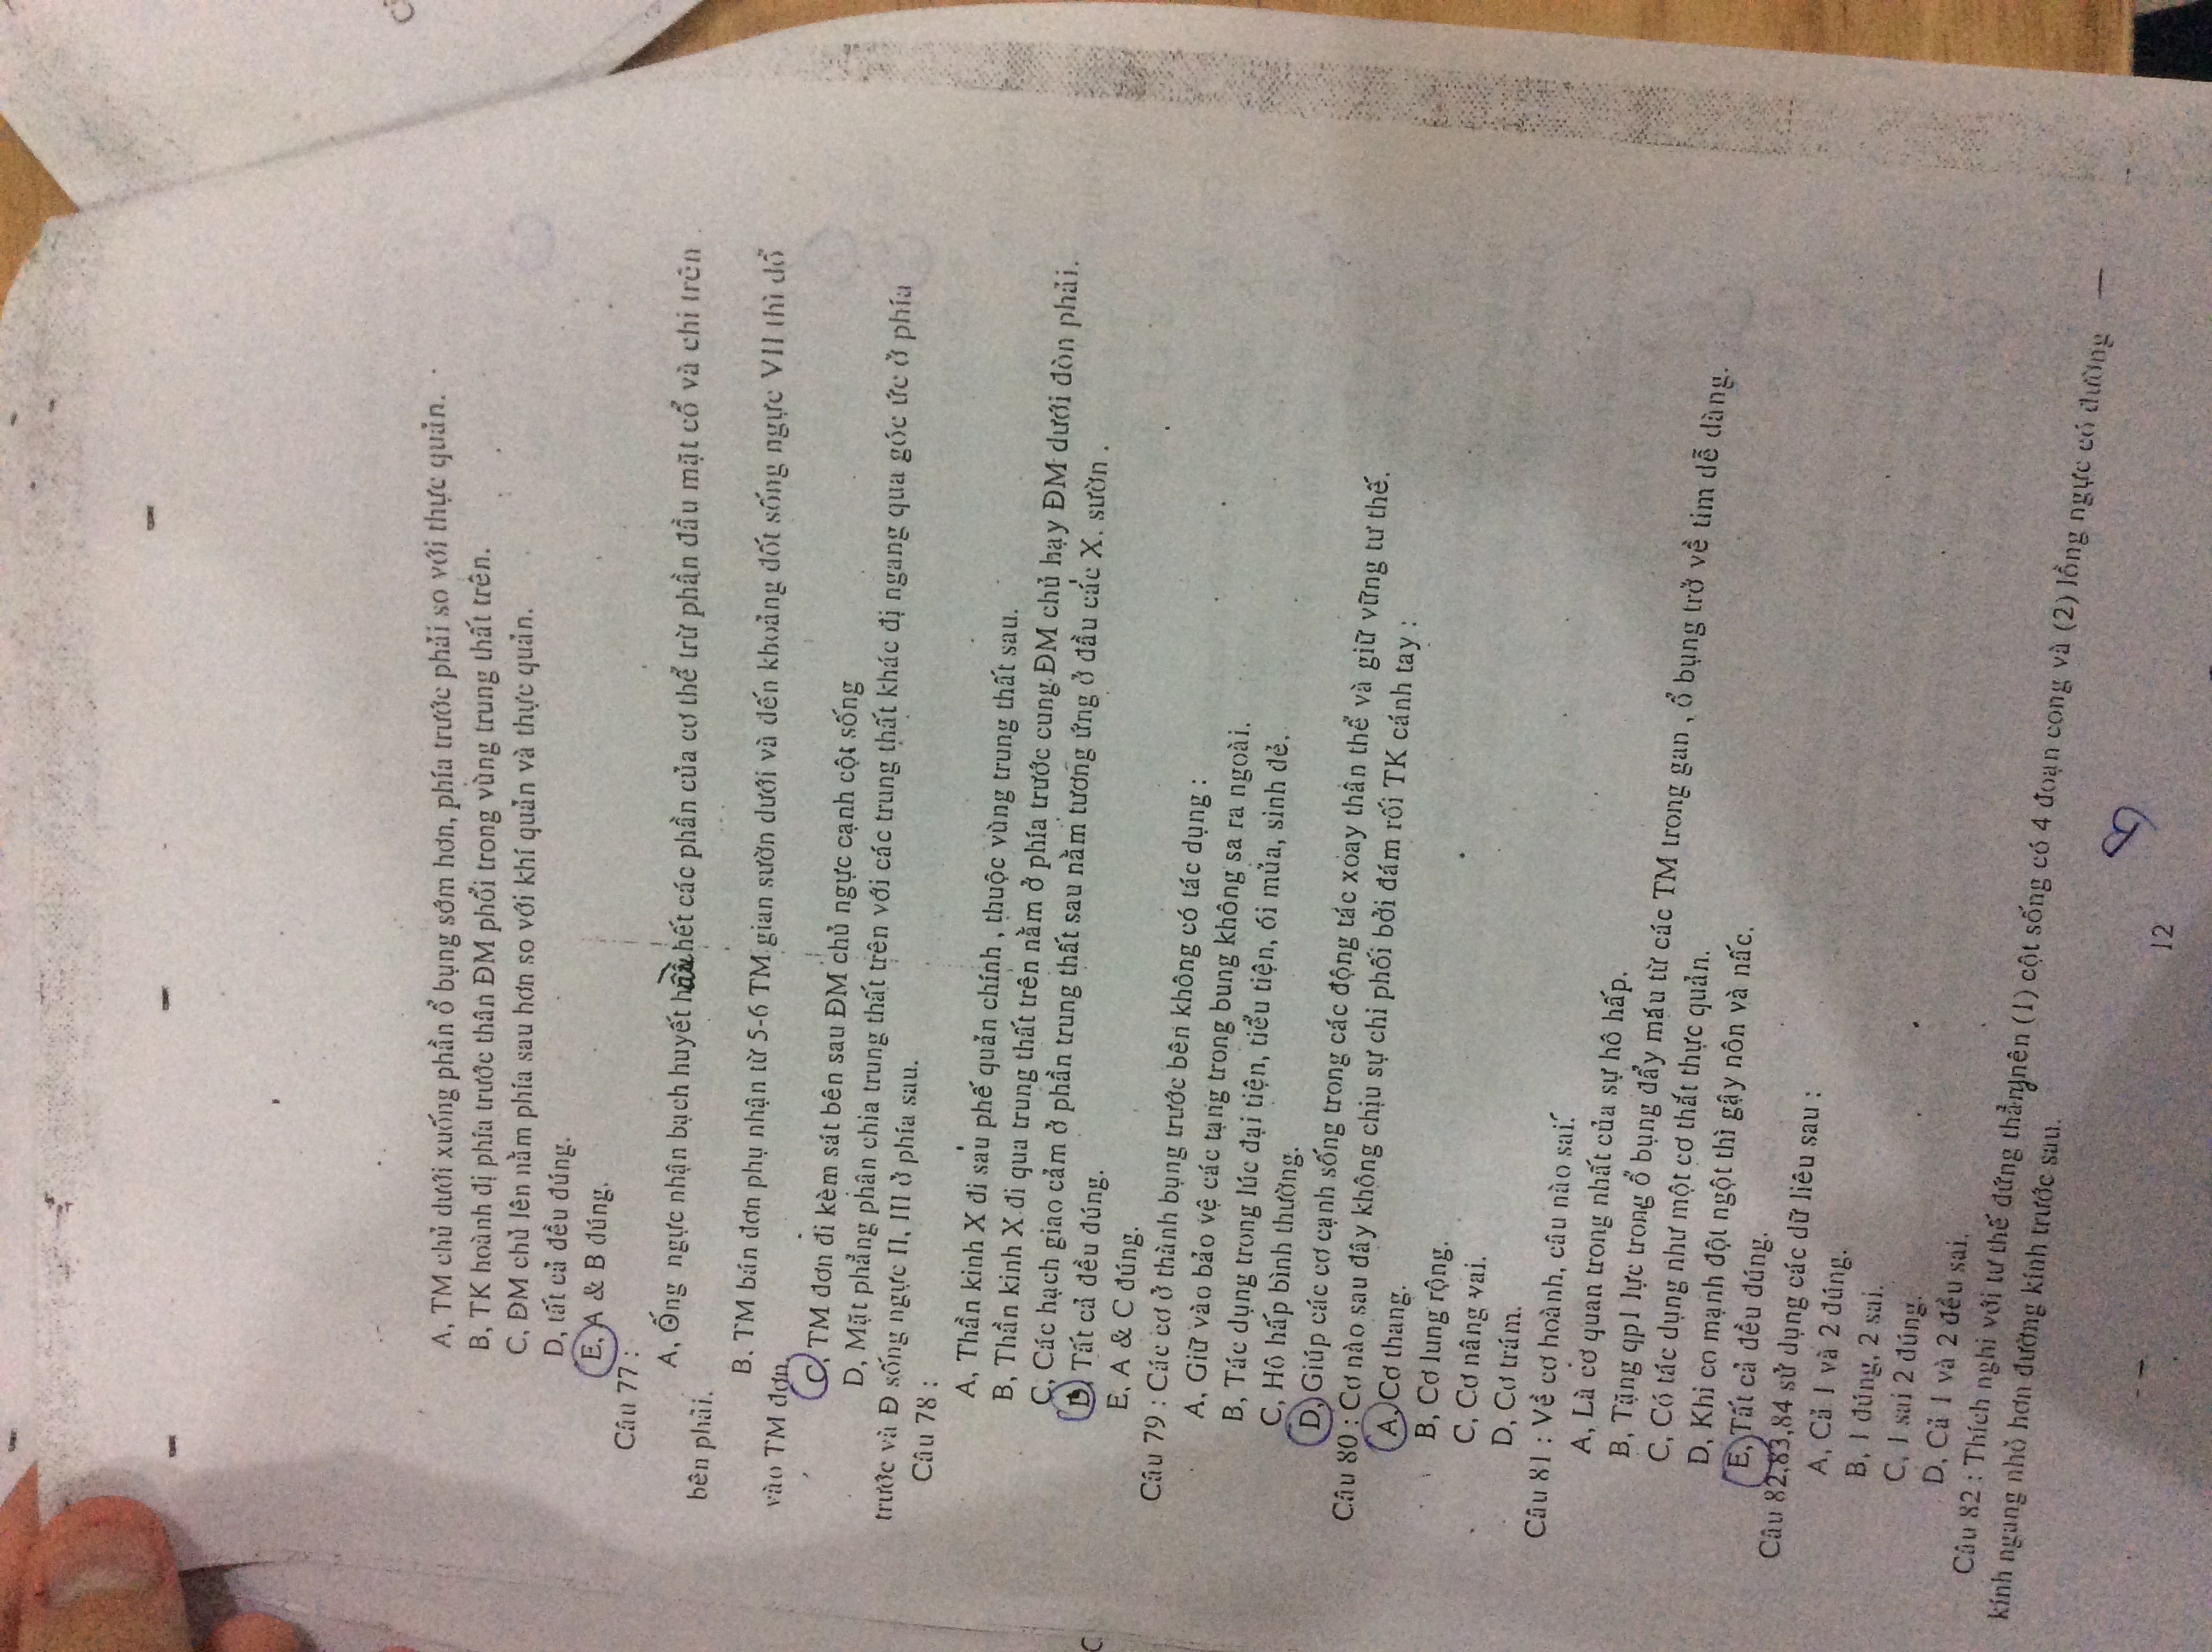 A, TM chủ dưới xuống phần ổ bụng sớm hơn, phía trước phải so với thực quản.
B, TK hoành đị phía trước thân ĐM phổi trong vùng trung thất trên.
C, ĐM chủ lên nằm phía sau hơn so với khí quản và thực quản.
D, tất cả đều đúng.
E, A & B đúng.
Câu 77 :
A, Ống ngực nhận bạch huyết hầu hết các phần của cơ thể trừ phần đầu mặt cổ và chi trên
bên phải.
B, TM bán đơn phụ nhận từ 5-6 TM gian sườn dưới và đến khoảng đốt sống ngực VII thì đổ
vào TM đơn.
C, TM đơn đi kèm sát bên sau ĐM chủ ngực cạnh cột sống
D, Mặt phẳng phân chia trung thất trên với các trung thất khác đị ngang qua góc ức ở phía
trước và Đ sống ngực II, III ở phía sau.
Câu 78 :
A, Thần kinh X đi sau phế quản chính , thuộc vùng trung thất sau.
B, Thần kinh X đi qua trung thất trên nằm ở phía trước cung ĐM chủ hạy ĐM dưới đòn phải.
C, Các hạch giao cảm ở phần trung thất sau nằm tương ứng ở đầu các X. sườn .
D, Tất cả đều đúng.
E, A & C đúng.
Câu 79 : Các cơ ở thành bụng trước bên không có tác dụng :
A, Giữ vào bảo vệ các tạng trong bung không sa ra ngoài.
B, Tác dụng trong lúc đại tiện, tiểu tiện, ói mủa, sinh đẻ.
C, Hô hấp bình thường.
D, Giúp các cơ cạnh sống trong các động tác xoay thân thể và giữ vững tư thế.
Câu 80 : Cơ nào sau đây không chịu sự chi phối bởi đám rối TK cánh tay :
A, Cơ thang.
B, Cơ lung rộng.
C, Cơ nâng vai.
D, Cơ trám.
Câu 81 : Về cơ hoành, câu nào sai.
A, Là cơ quan trong nhất của sự hô hấp.
B, Tặng qp1 lực trong ổ bụng đẩy máu từ các TM trong gan , ổ bụng trở về tim dễ dàng.
C, Có tác dụng như một cơ thắt thực quản.
D, Khi co mạnh đột ngột thì gậy nôn và nấc.
E, Tất cả đều đúng.
Câu 82,83,84 sử dụng các dữ liêu sau :
A, Cả 1 và 2 đúng.
B, 1 đúng, 2 sai.
C, 1 sai 2 đúng.
D, Cả 1 và 2 đều sai.
Câu 82 : Thích nghi với tư thế đứng thẳng nên (1) cột sống có 4 đoạn cong và (2) lồng ngực có đường
kính ngang nhỏ hơn đường kính trước sau.
B
12